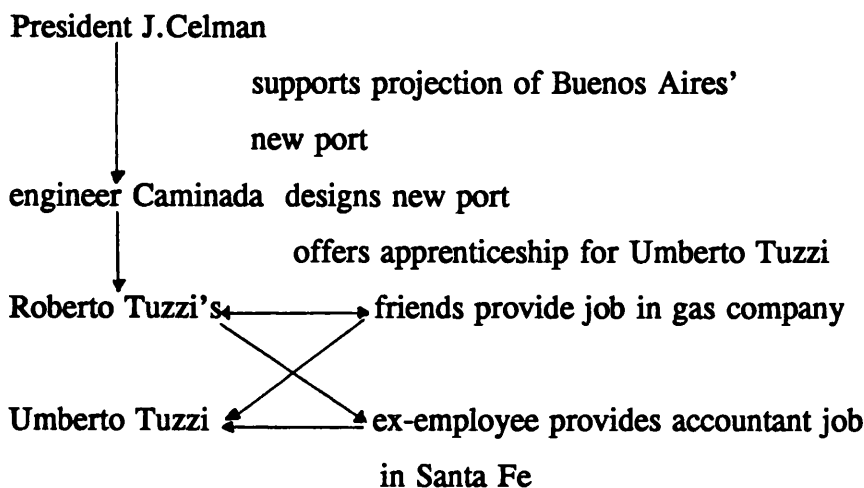 President J.Celman
supports projection of Buenos Aires’
new port
engineer Caminada designs new port
offers apprenticeship for Umberto Tuzzi
Roberto Tuzzi’s friends provide job in gas company
Umberto Tuzzi ex-employee provides accountant job
in Santa Fe